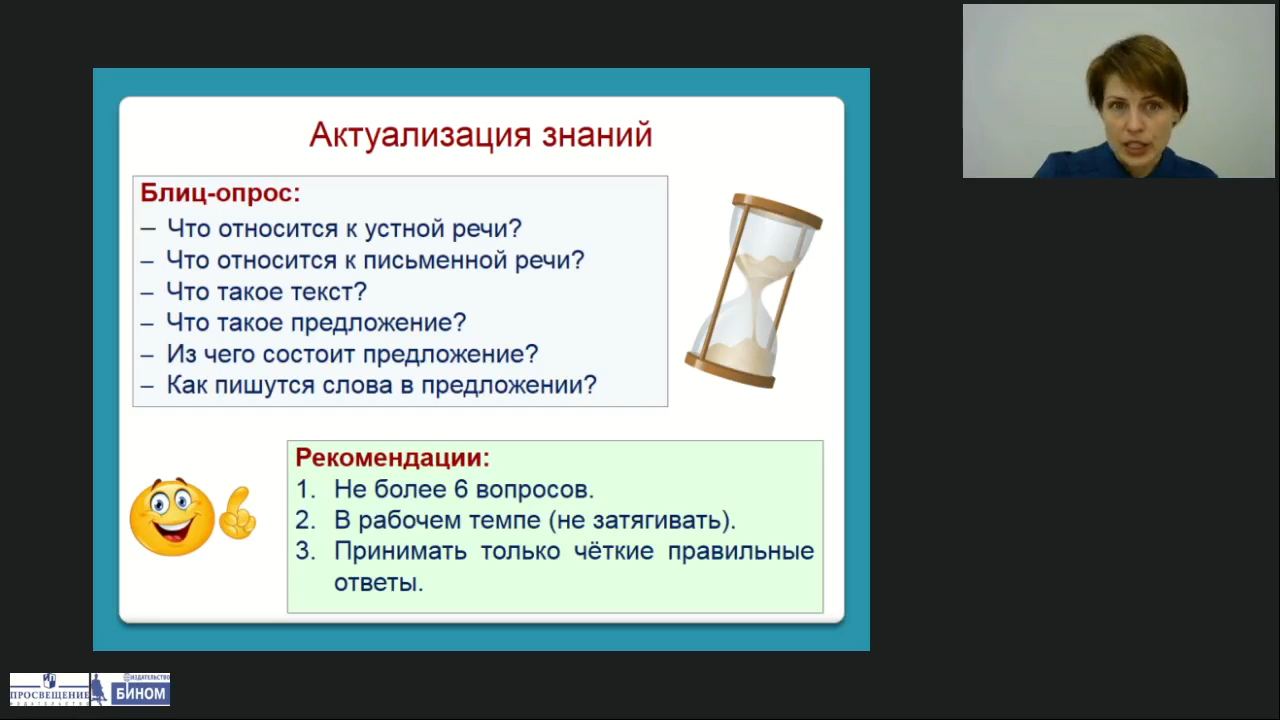 Актуализация знаний
Блиц-опрос:
– Что относится к устной речи?
– Что относится к письменной речи?
– Что такое текст?
– Что такое предложение?
– Из чего состоит предложение?
– Как пишутся слова в предложении?
Рекомендации:
1. Не более 6 вопросов.
2. В рабочем темпе (не затягивать).
3. Принимать только чёткие правильные
ответы.
ПРОСВЕЩЕНИЕ
ИЗДАТЕЛЬСТВО
ИЗДАТЕЛЬСТВО
БИНОМ